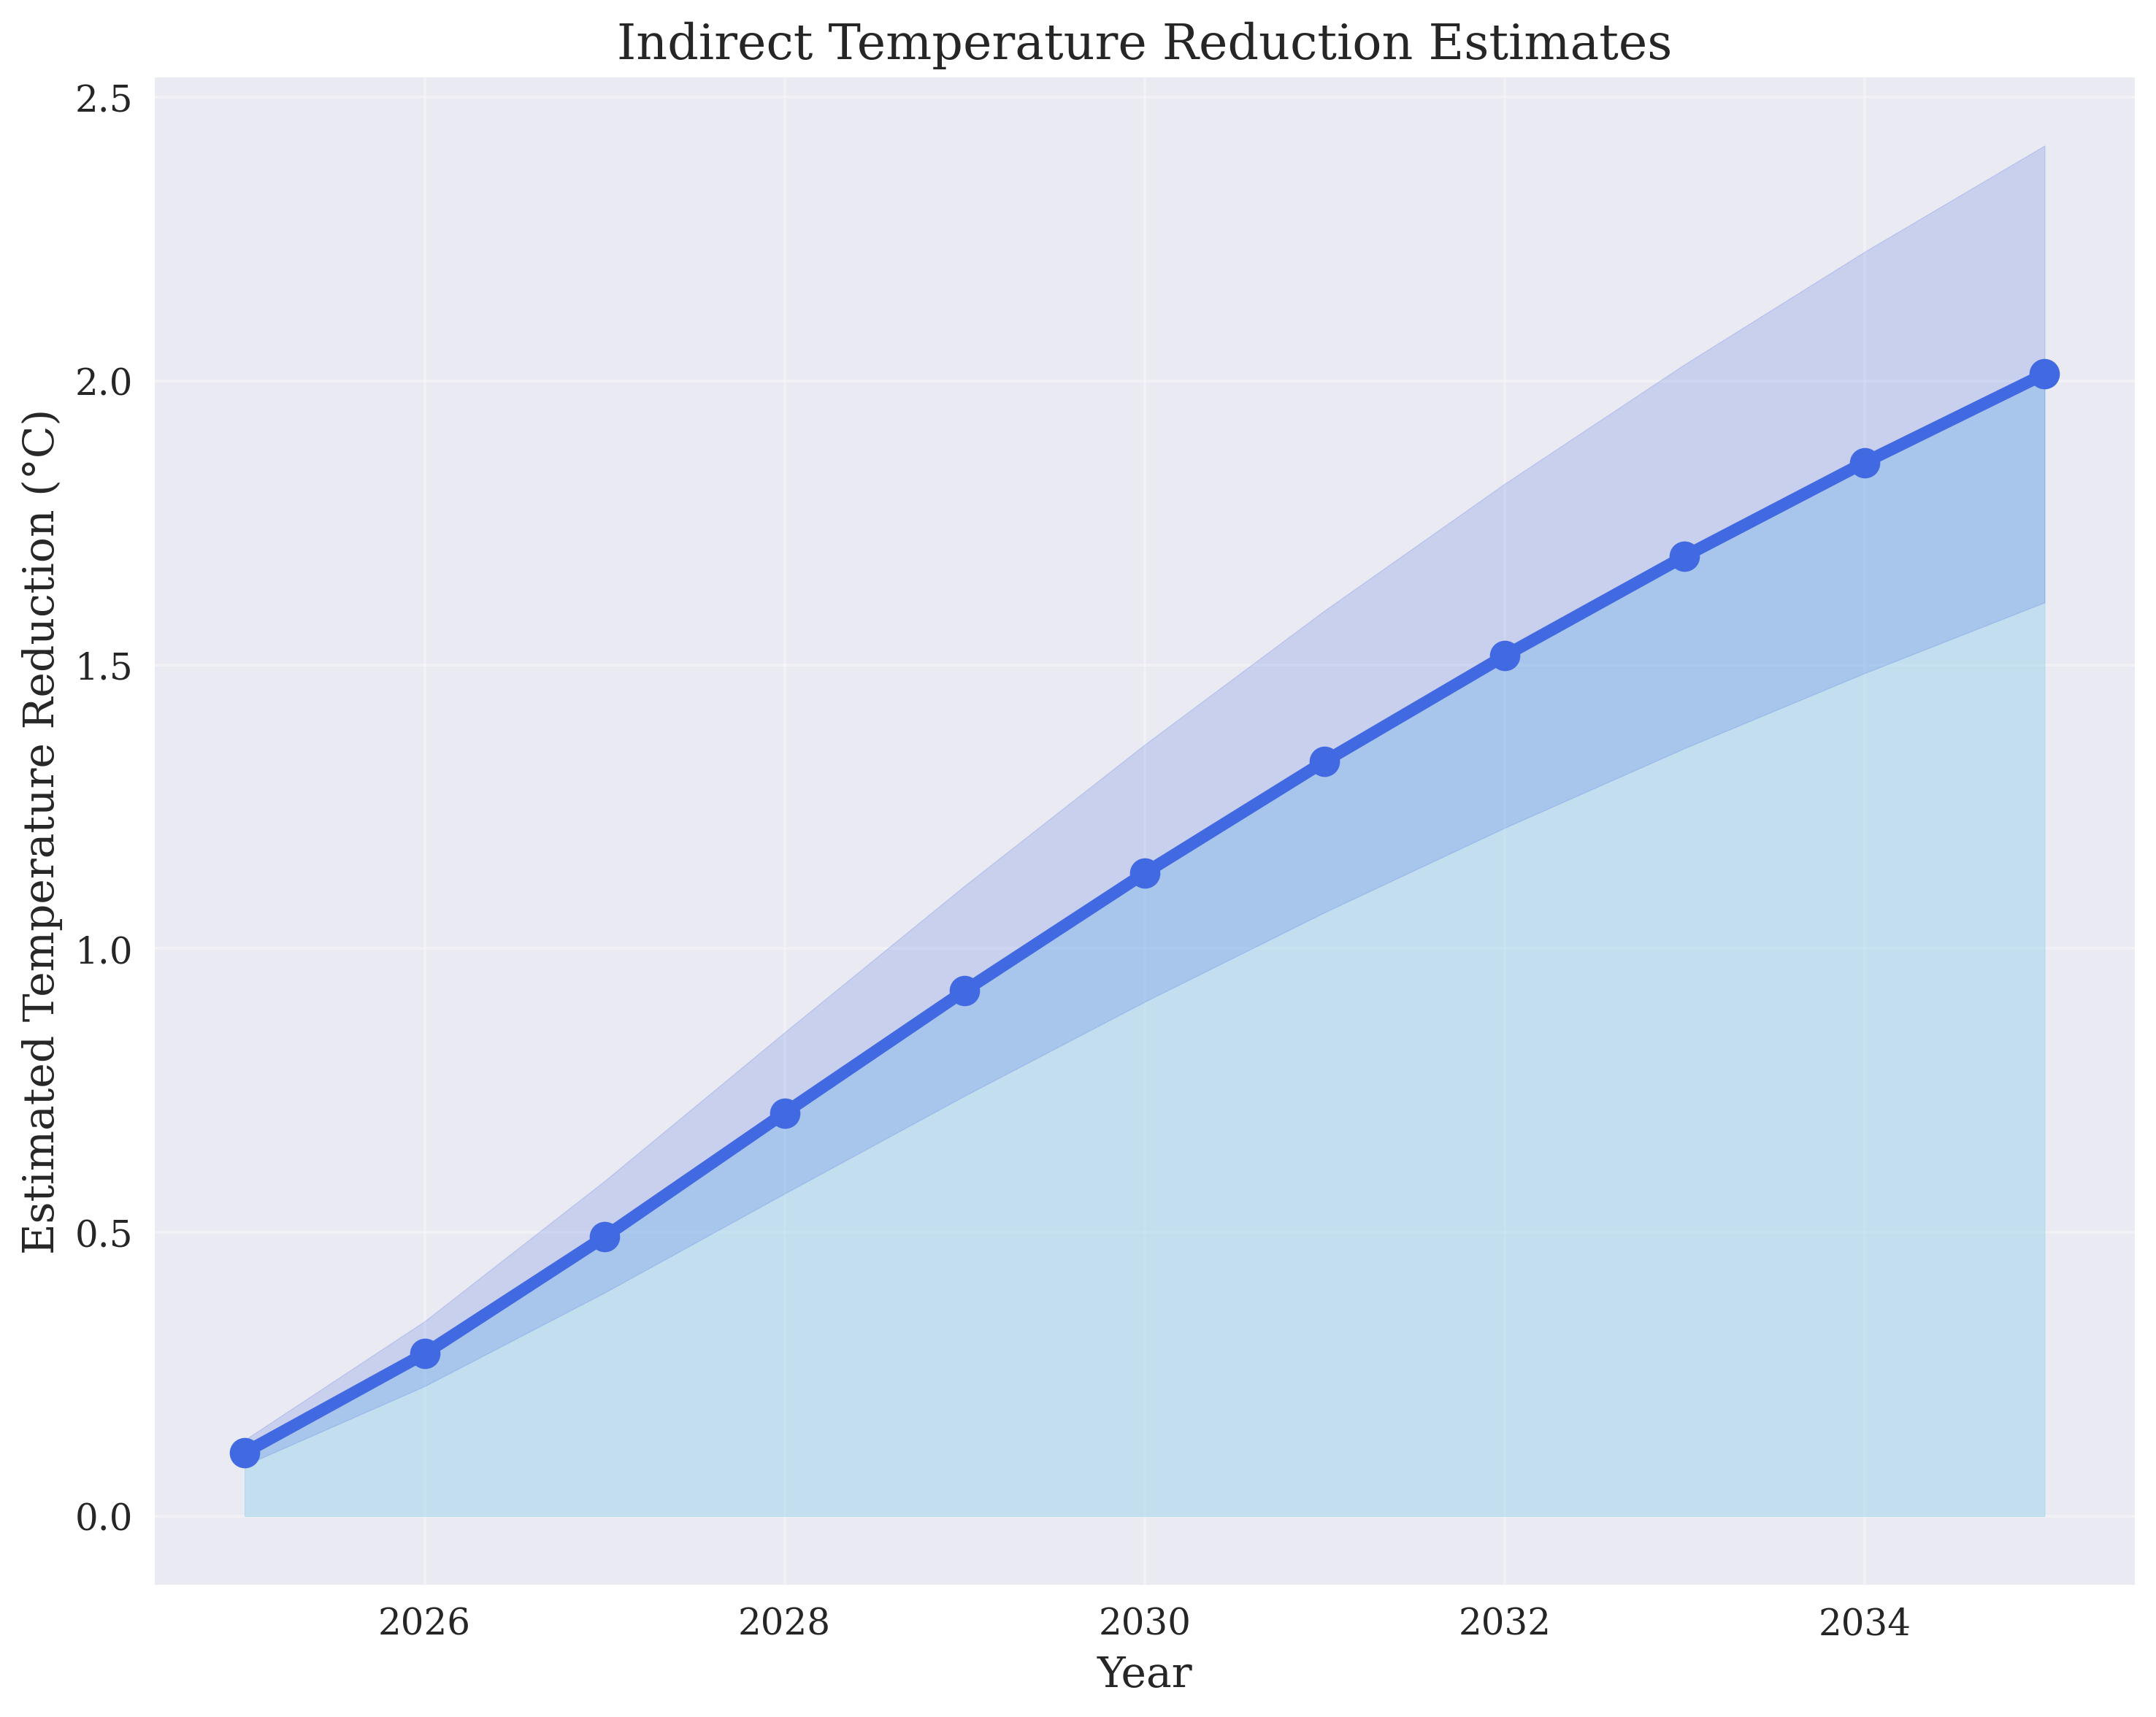 Indirect Temperature Reduction Estimates
Estimated Temperature Reduction (°C)
2.5
2.0
1.5
1.0
0.5
0.0
2026 2028 2030 2032 2034
Year